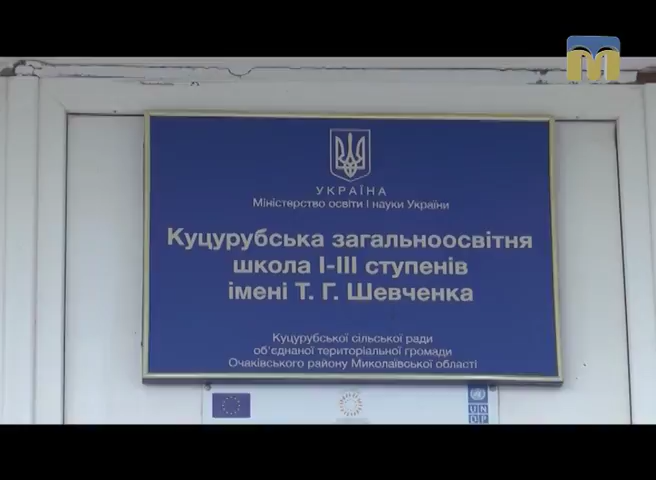 M
УКРАЇНА
Міністерство освіти і науки України
Куцурубська загальноосвітня
школа I-III ступенів
імені Т. Г. Шевченка
Куцурубської сільської ради
об'єднаної територіальної громади
Очаківського району Миколаївської області
UN
DP